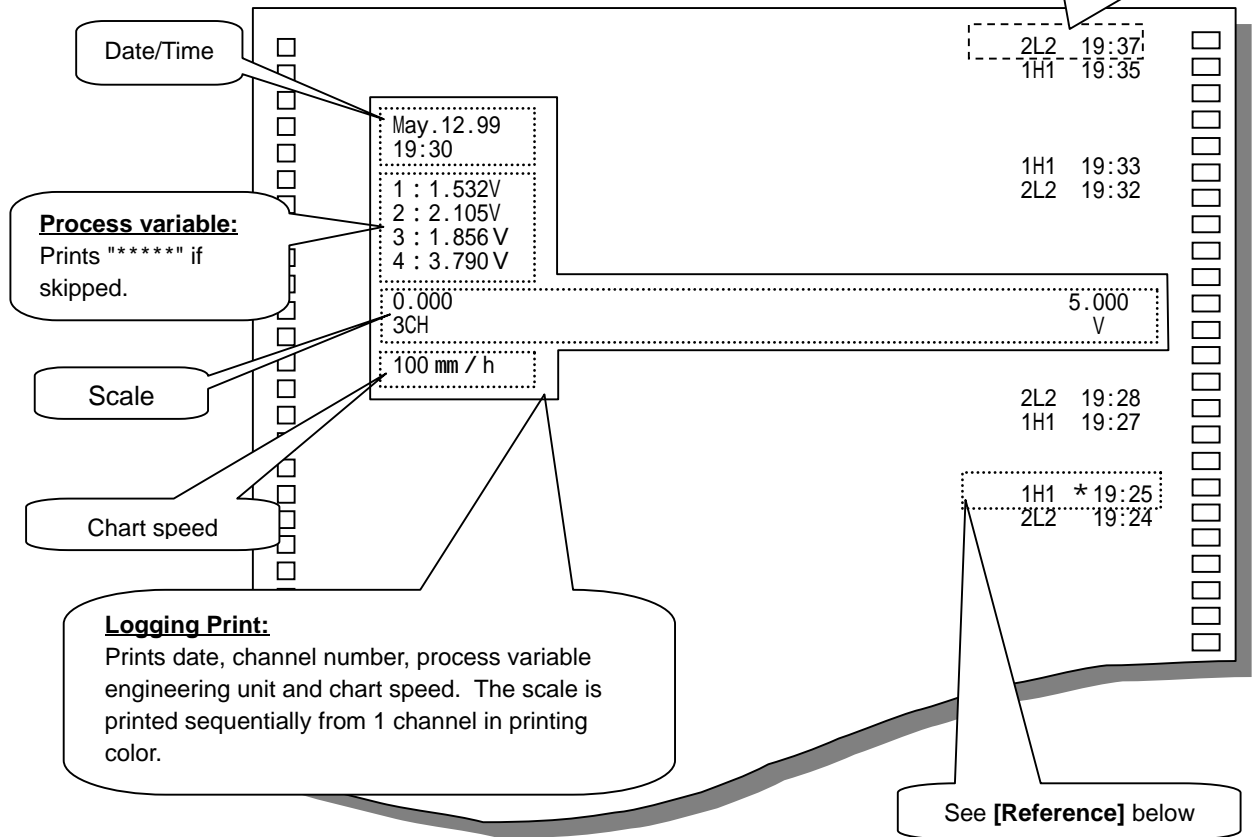 Date/Time
2L2 19:37
1H1 19:35
May.12.99
19:30
1H1 19:33
2L2 19:32
Process variable:
Prints "*****" if
skipped.
1 : 1.532V
2 : 2.105V
3 : 1.856 V
4 : 3.790 V
0.000 5.000
3CH V
100 mm / h
Scale
2L2 19:28
1H1 19:27
Chart speed
1H1 * 19:25
2L2 19:24
Logging Print:
Prints date, channel number, process variable
engineering unit and chart speed. The scale is
printed sequentially from 1 channel in printing
color.
See [Reference] below